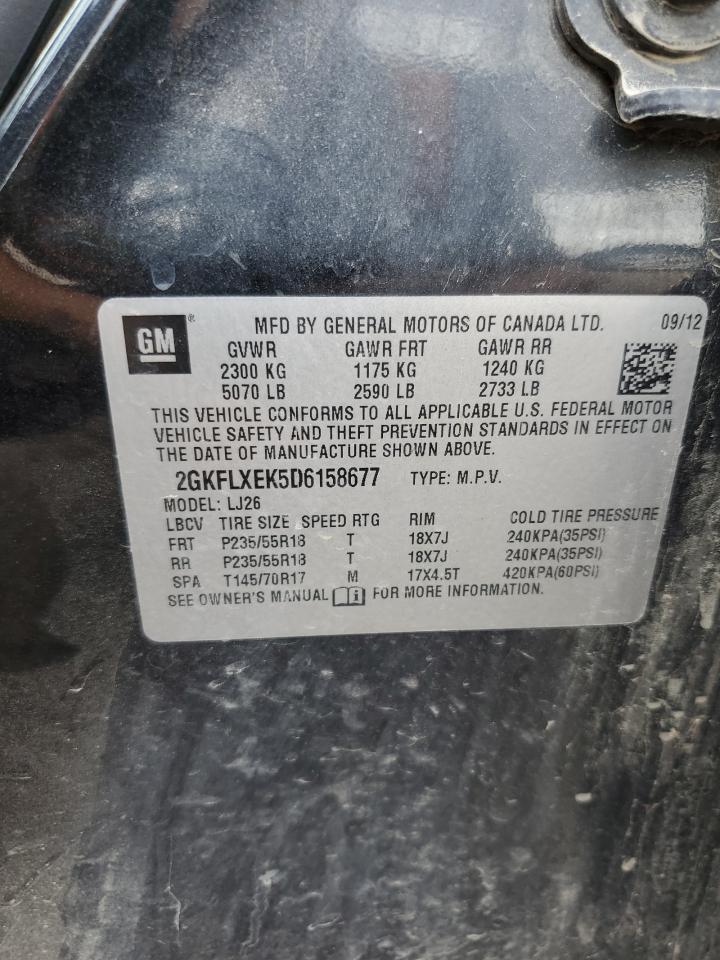 GM ® MFD BY GENERAL MOTORS OF CANADA LTD. 09/12
GVWR GAWR FRT GAWR RR
2300 KG 1175 KG 1240 KG
5070 LB 2590 LB 2733 LB
THIS VEHICLE CONFORMS TO ALL APPLICABLE U.S. FEDERAL MOTOR
VEHICLE SAFETY AND THEFT PREVENTION STANDARDS IN EFFECT ON
THE DATE OF MANUFACTURE SHOWN ABOVE.
2GKFLXEK5D6158677 TYPE: M.P.V.
MODEL: LJ26
LBCV TIRE SIZE SPEED RTG RIM COLD TIRE PRESSURE
FRT P235/55R18 T 18X7J 240KPA(35PSI)
RR P235/55R18 T 18X7J 240KPA(35PSI)
SPA T145/70R17 M 17X4.5T 420KPA(60PSI)
SEE OWNER'S MANUAL i FOR MORE INFORMATION.